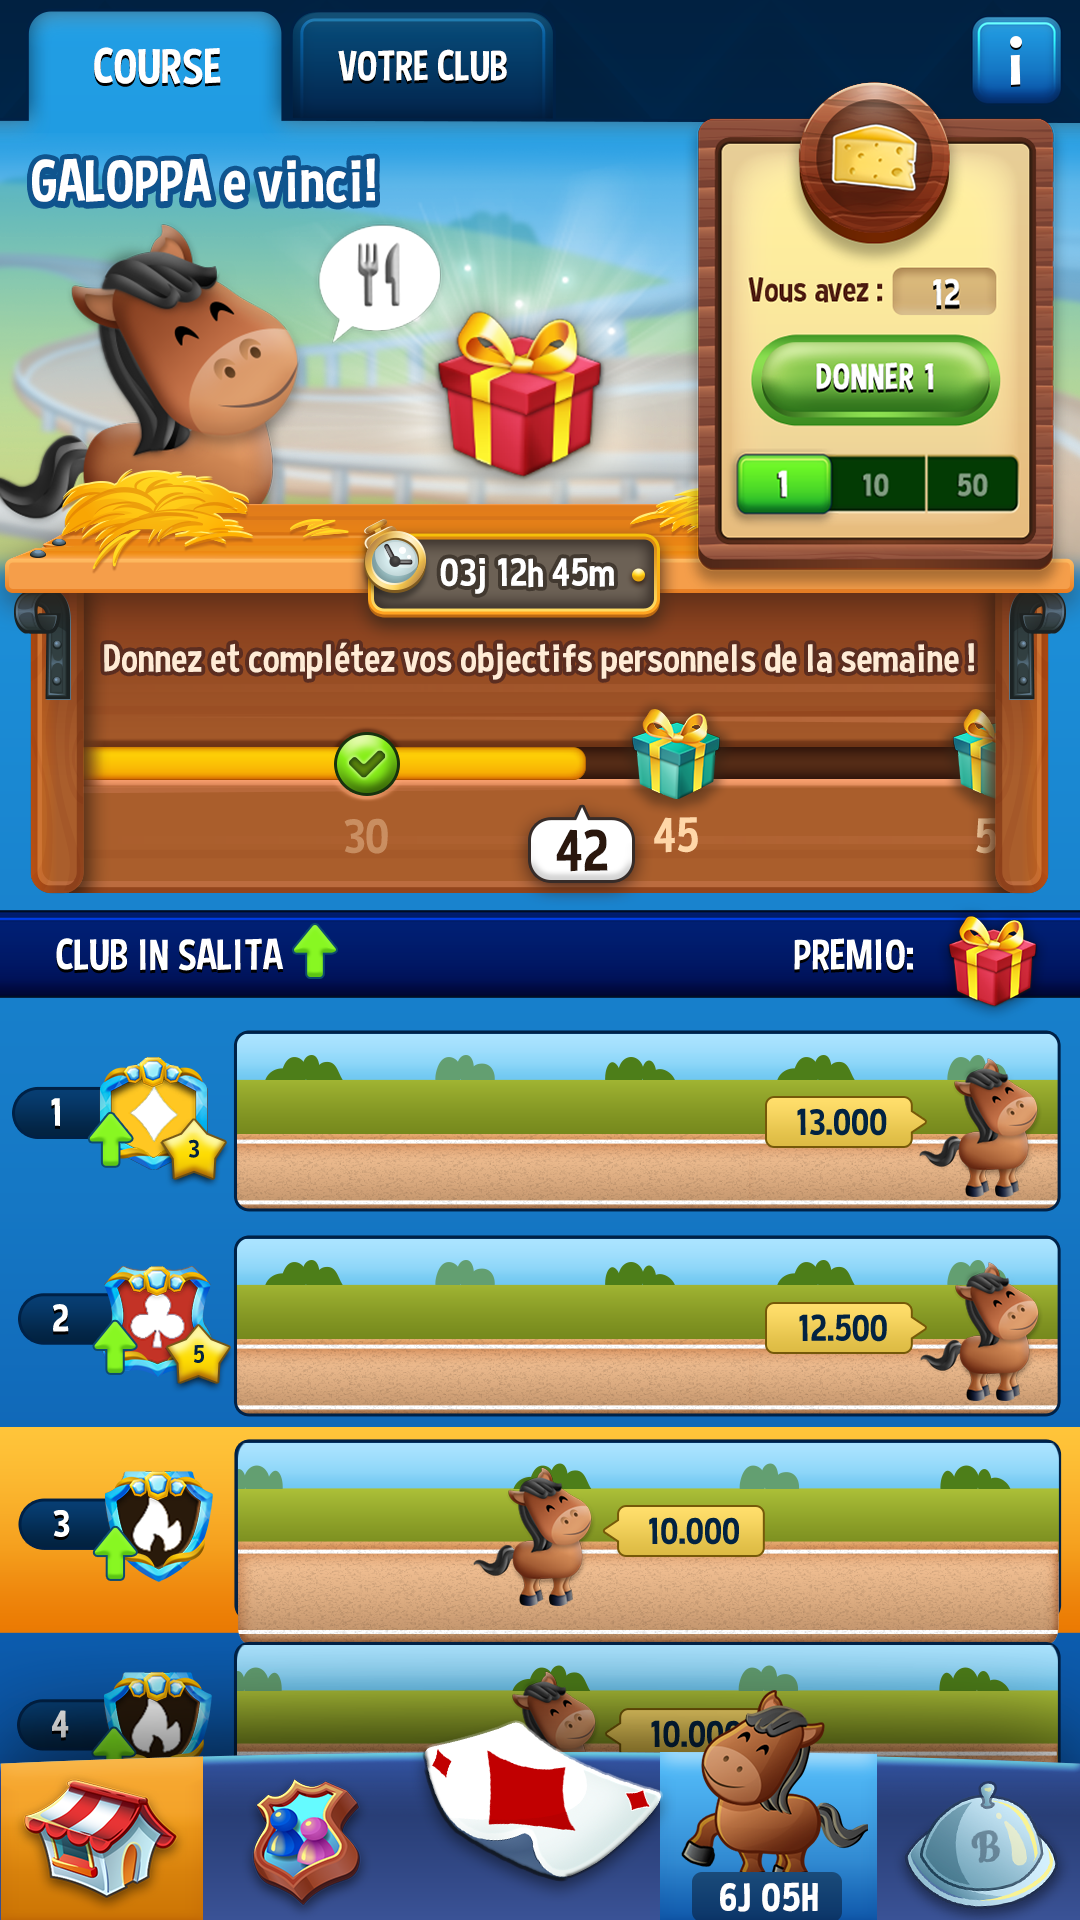 COURSE
VOTRE CLUB
i
GALOPPA e vinci!
Vous avez :
12
DONNER 1
1
10
50
03j 12h 45m
Donnez et complétez vos objectifs personnels de la semaine !
30
42
45
5
CLUB IN SALITA
PREMIO:
1
3
13.000
2
5
12.500
3
10.000
4
10.000
B
6J 05H